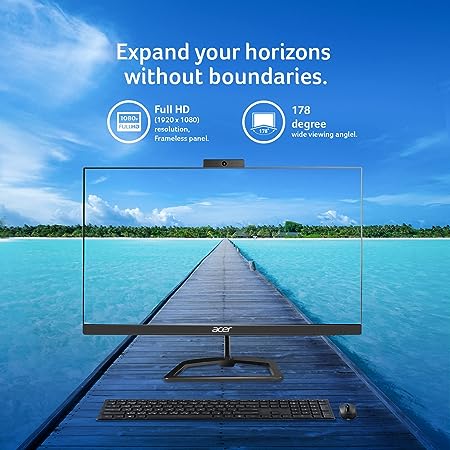 Expand your horizons
without boundaries.
1080p
FULLHD
Full HD
(1920 x 1080)
resolution,
Frameless panel.
178°
178
degree
wide viewing anglel.
acer